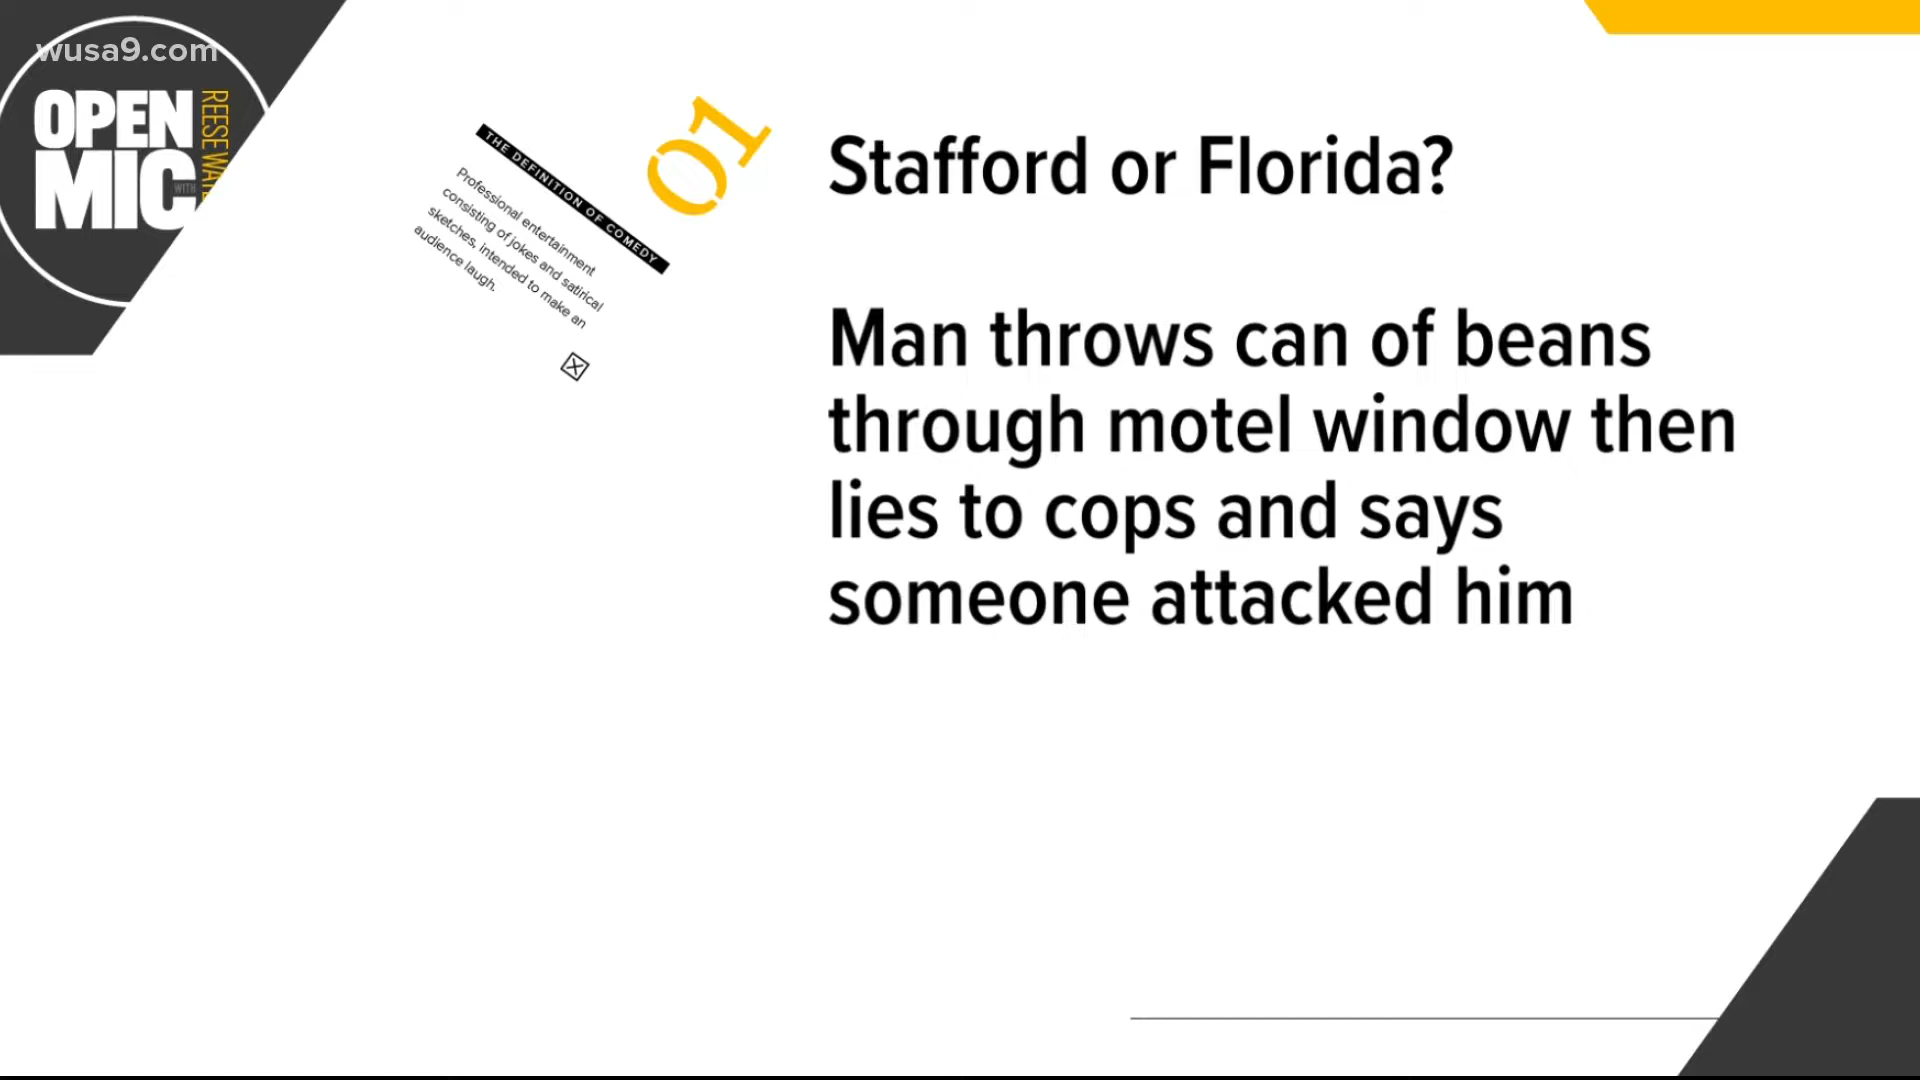 wusa9.com
OPEN
MIC
WITH
REESE
01
THE DEFINITION OF COMEDY
Professional entertainment
consisting of jokes and satirical
sketches, intended to make an
audience laugh.
Stafford or Florida?
Man throws can of beans
through motel window then
lies to cops and says
someone attacked him